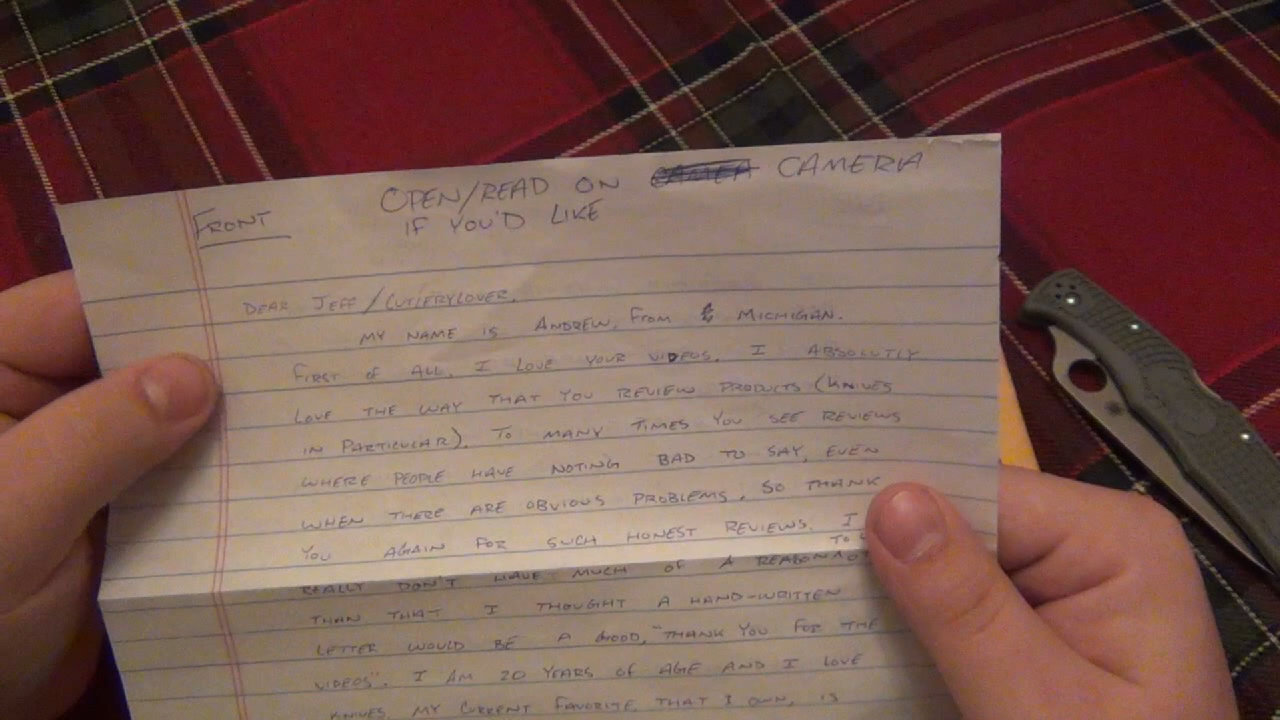 OPEN/READ ON CAMERA
IF YOU'D LIKE
FRONT
DEAR JEFF/CUTLERYLOVER,
MY NAME IS ANDREW, FROM MICHIGAN.
FIRST OF ALL, I LOVE YOUR VIDEOS. I ABSOLUTLY
LOVE THE WAY THAT YOU REVIEW PRODUCTS (KNIVES
IN PARTICULAR). TO MANY TIMES YOU SEE REVIEWS
WHERE PEOPLE HAVE NOTING BAD TO SAY, EVEN
WHEN THERE ARE OBVIOUS PROBLEMS. SO THANK
YOU AGAIN FOR SUCH HONEST REVIEWS. I
REALLY DON'T HAVE MUCH OF A REASON TO
THAN THAT I THOUGHT A HAND-WRITTEN
LETTER WOULD BE A GOOD, "THANK YOU FOR THE
VIDEOS". I AM 20 YEARS OF AGE AND I LOVE
KNIVES. MY CURRENT FAVORITE, THAT I OWN, IS